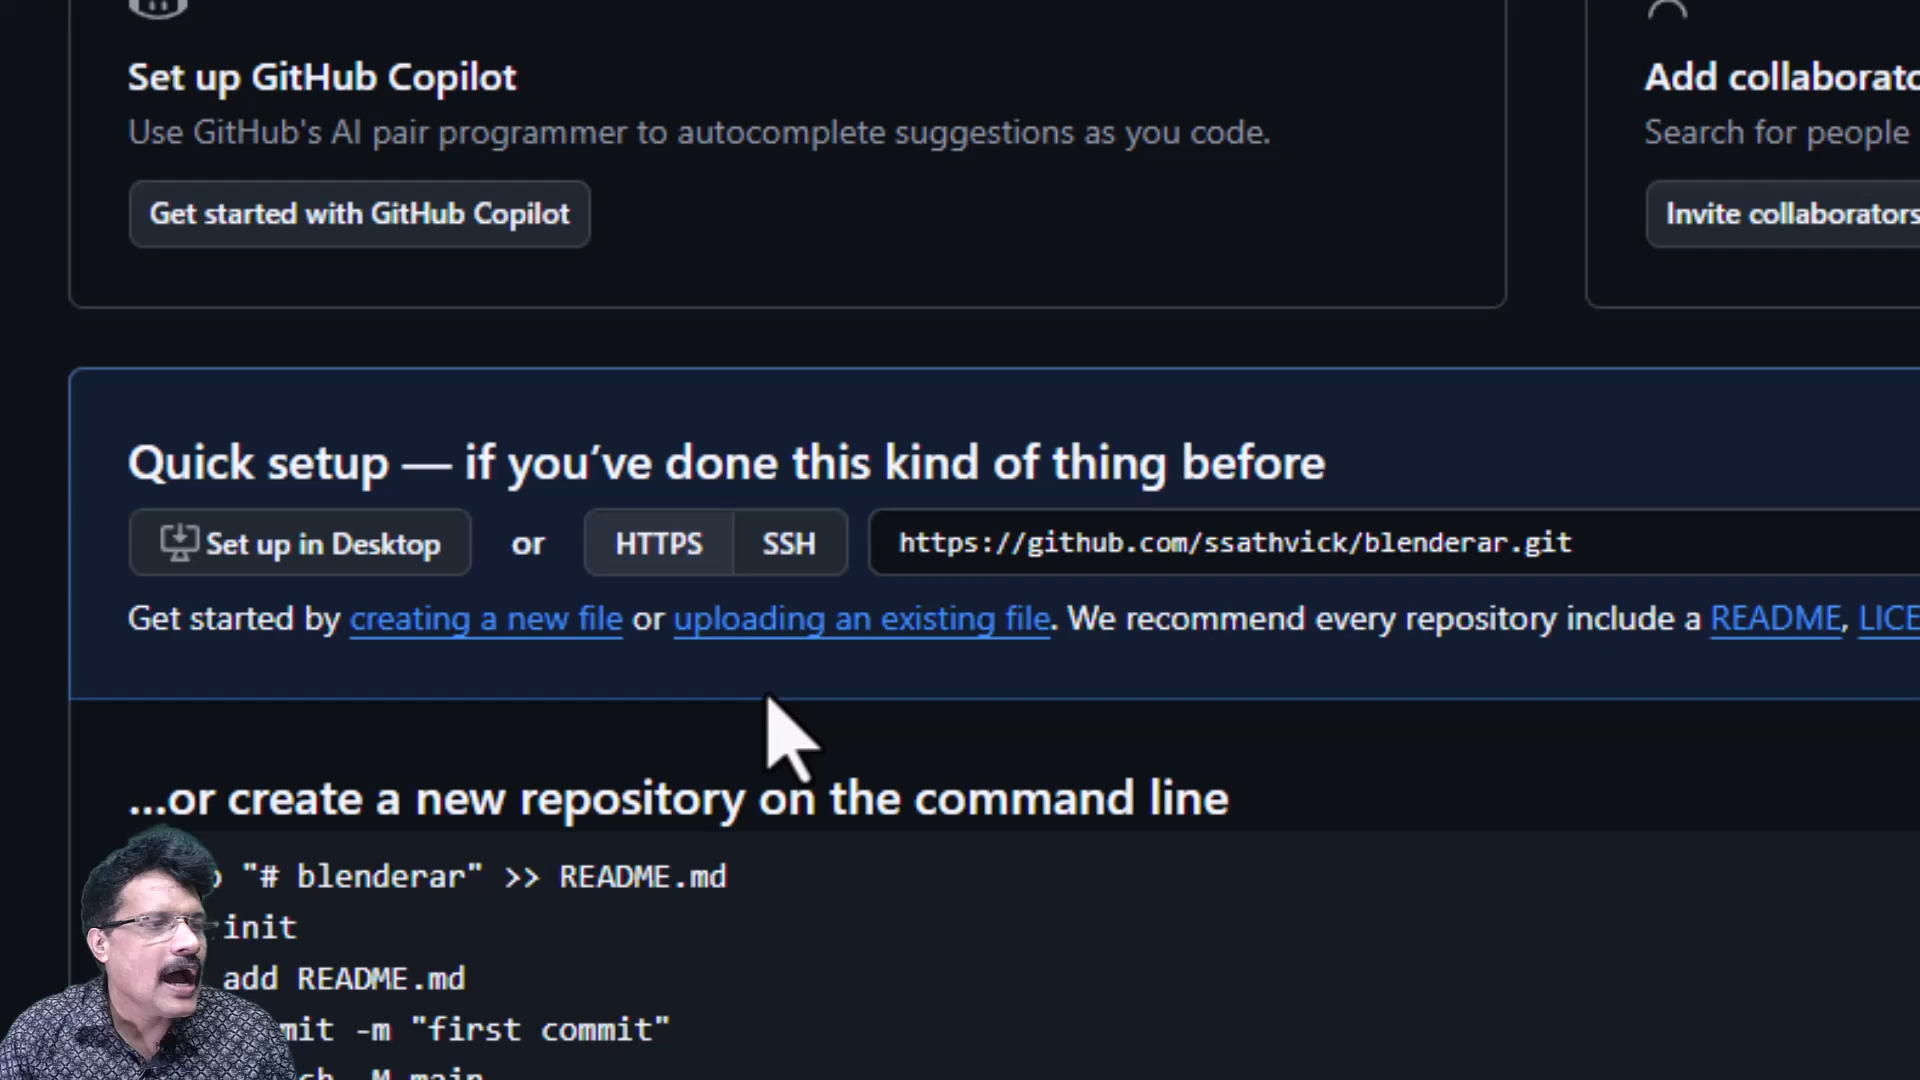 Set up GitHub Copilot
Use GitHub's AI pair programmer to autocomplete suggestions as you code.
Get started with GitHub Copilot
Add collaborato
Search for people
Invite collaborators
Quick setup — if you’ve done this kind of thing before
Set up in Desktop or HTTPS SSH https://github.com/ssathvick/blenderar.git
Get started by creating a new file or uploading an existing file. We recommend every repository include a README, LICE
...or create a new repository on the command line
"# blenderar" >> README.md
init
add README.md
mit -m "first commit"
ch -M main